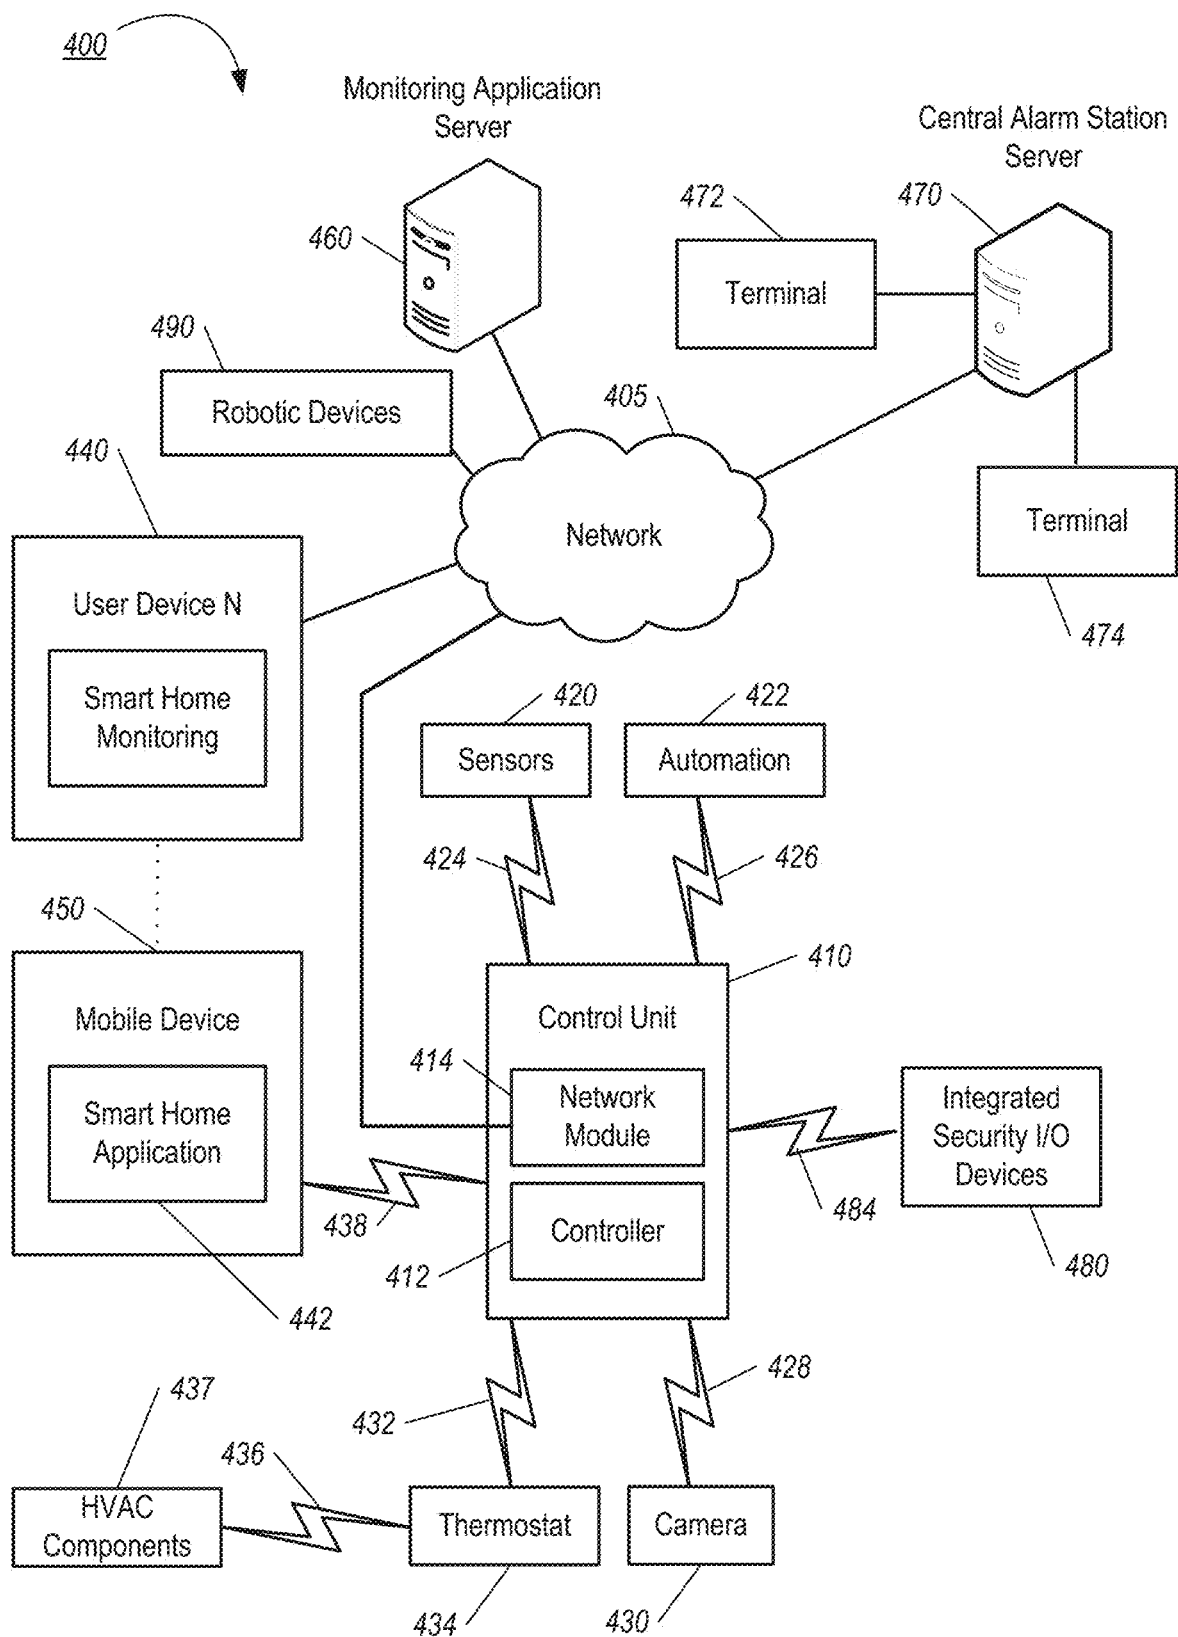 400
Monitoring Application
Server
Central Alarm Station
Server
472
470
460
Terminal
490
405
Robotic Devices
440
Network
Terminal
User Device N
474
Smart Home
Monitoring
420
422
Sensors
Automation
424
426
450
410
Mobile Device
Control Unit
414
Smart Home
Application
Network
Module
Integrated
Security I/O
Devices
438
484
Controller
412
480
442
428
437
432
436
HVAC
Components
Thermostat
Camera
434
430